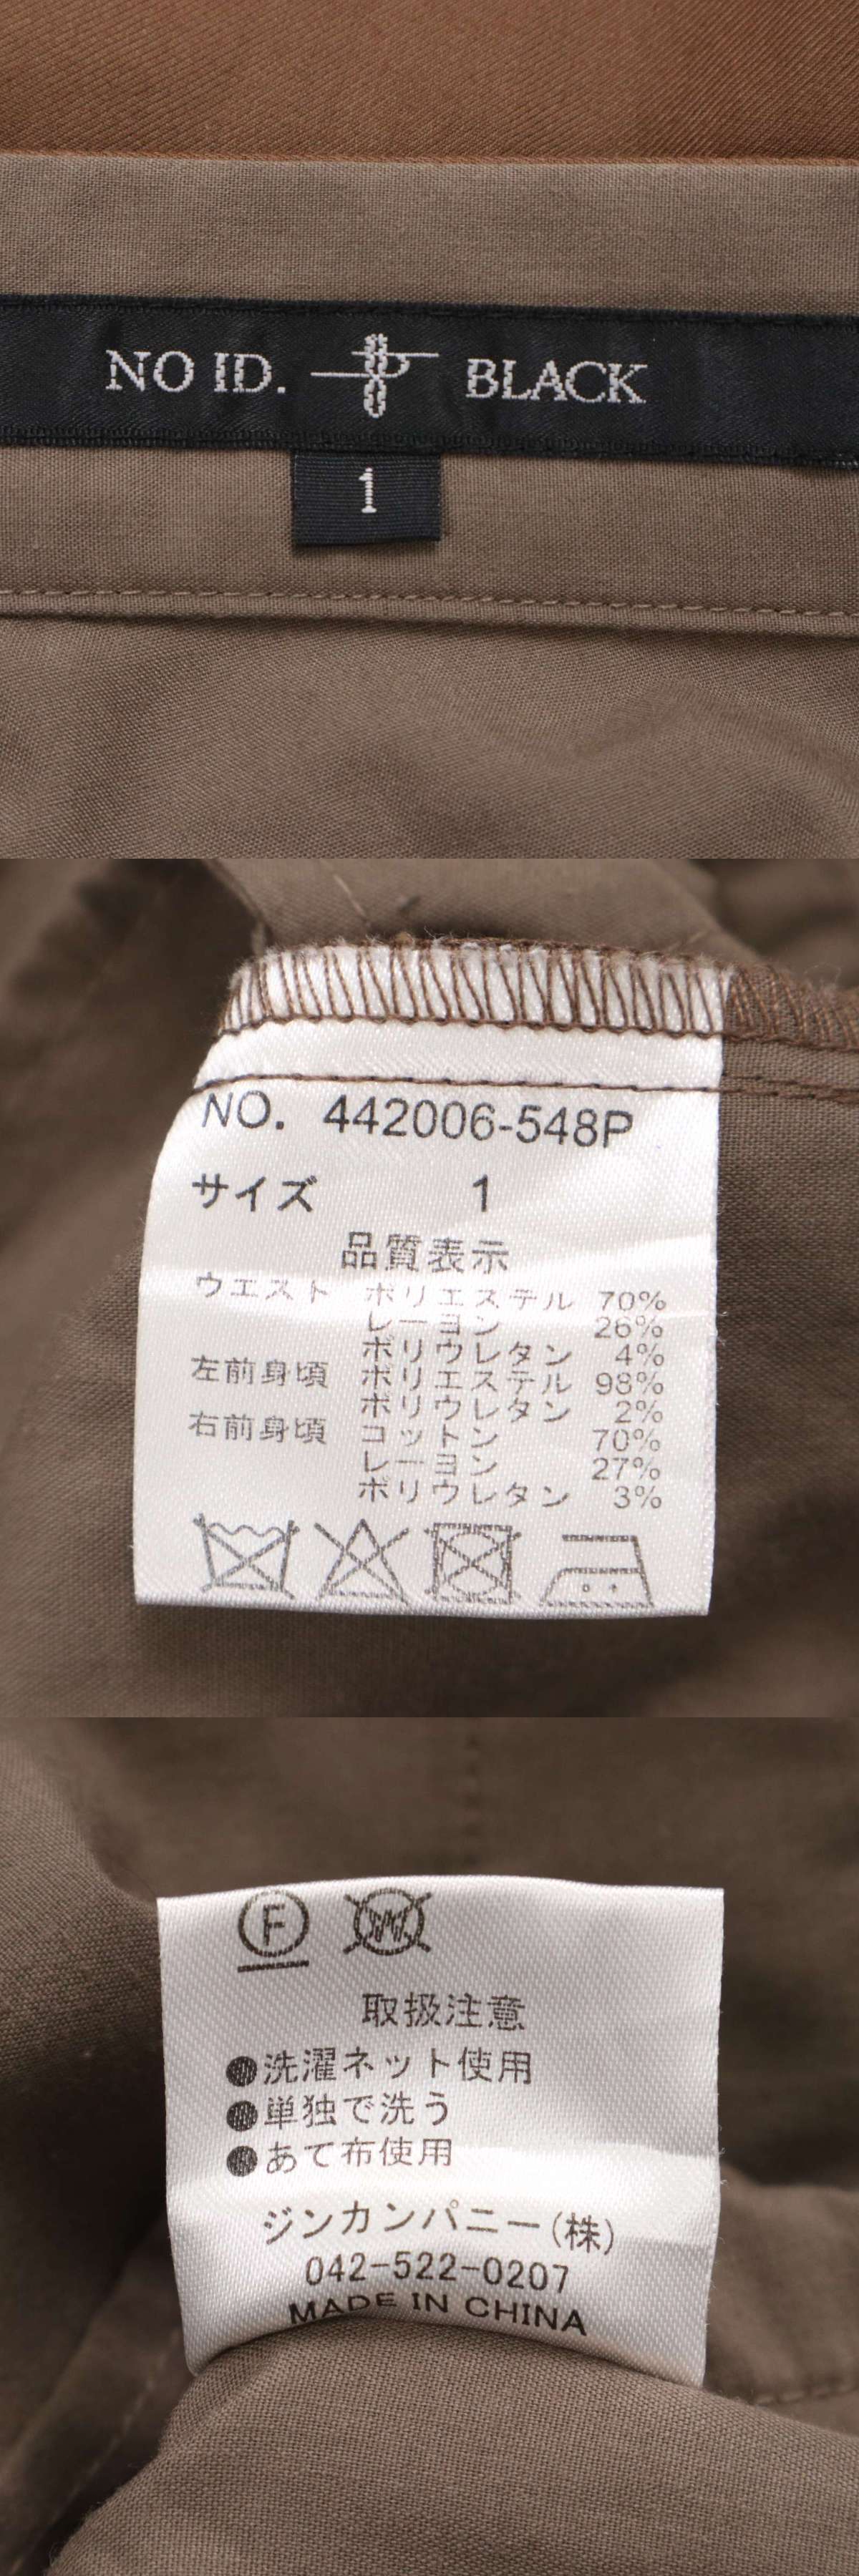 NO ID. BLACK
1
NO. 442006-548P
サイズ 1
品質表示
ウエスト ポリエステル 70%
レーヨン 26%
ポリウレタン 4%
左前身頃 ポリエステル 98%
ポリウレタン 2%
右前身頃 コットン 70%
レーヨン 27%
ポリウレタン 3%
F W
取扱注意
●洗濯ネット使用
●単独で洗う
●あて布使用
ジンカンパニー(株)
042-522-0207
MADE IN CHINA